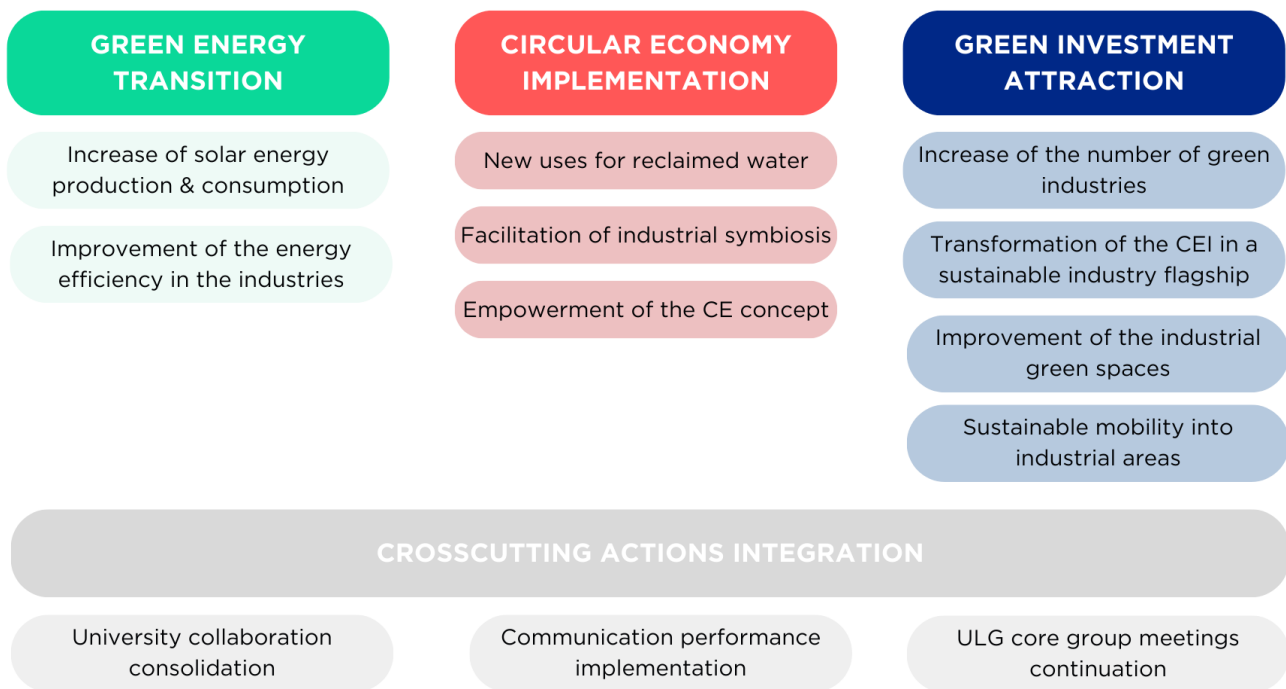 GREEN ENERGY
TRANSITION
Increase of solar energy
production & consumption
Improvement of the energy
efficiency in the industries
CIRCULAR ECONOMY
IMPLEMENTATION
New uses for reclaimed water
Facilitation of industrial symbiosis
Empowerment of the CE concept
GREEN INVESTMENT
ATTRACTION
Increase of the number of green
industries
Transformation of the CEI in a
sustainable industry flagship
Improvement of the industrial
green spaces
Sustainable mobility into
industrial areas
CROSSCUTTING ACTIONS INTEGRATION
University collaboration
consolidation
Communication performance
implementation
ULG core group meetings
continuation